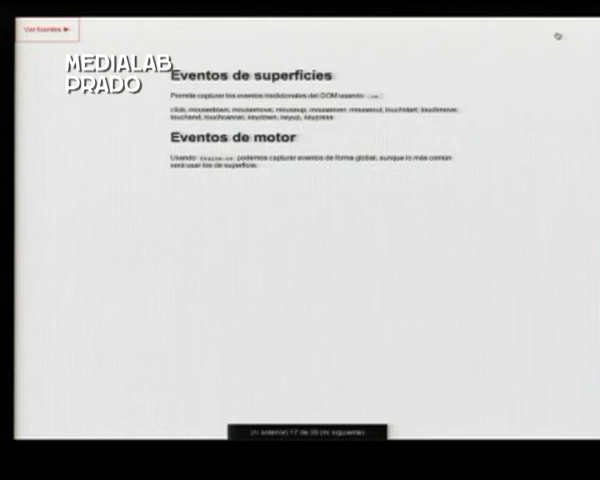 Ver fuentes
MEDIALAB
PRADO
Eventos de superficies
Permite capturar los eventos tradicionales del DOM usando
click, mousedown, mousemove, mouseup, mouseover, mouseout, touchstart, touchmove,
touchend, touchcancel, keydown, keyup, keypress
Eventos de motor
Usando podemos capturar eventos de forma global, aunque lo más común
será usar los de superficie.
anterior) 17 de 35 siguiente)